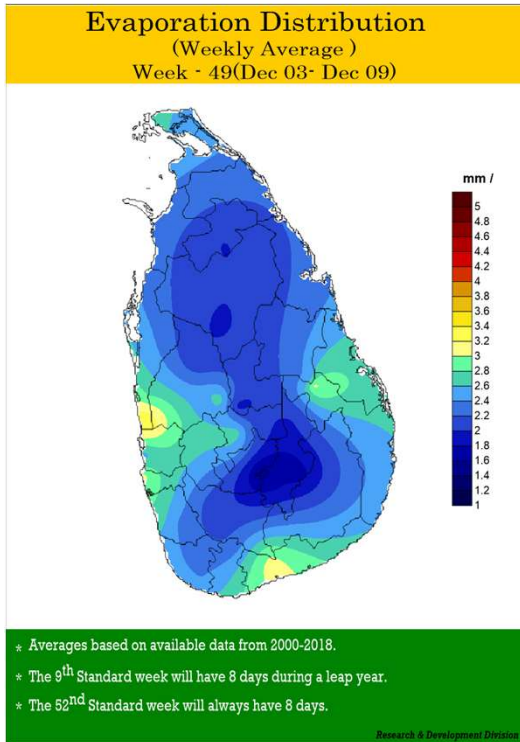 Evaporation Distribution
(Weekly Average )
Week - 49(Dec 03- Dec 09)
mm /
5
4.8
4.6
4.4
4.2
4
3.8
3.6
3.4
3.2
3
2.8
2.6
2.4
2.2
2
1.8
1.6
1.4
1.2
1
* Averages based on available data from 2000-2018.
* The 9th Standard week will have 8 days during a leap year.
* The 52nd Standard week will always have 8 days.
Research & Development Division